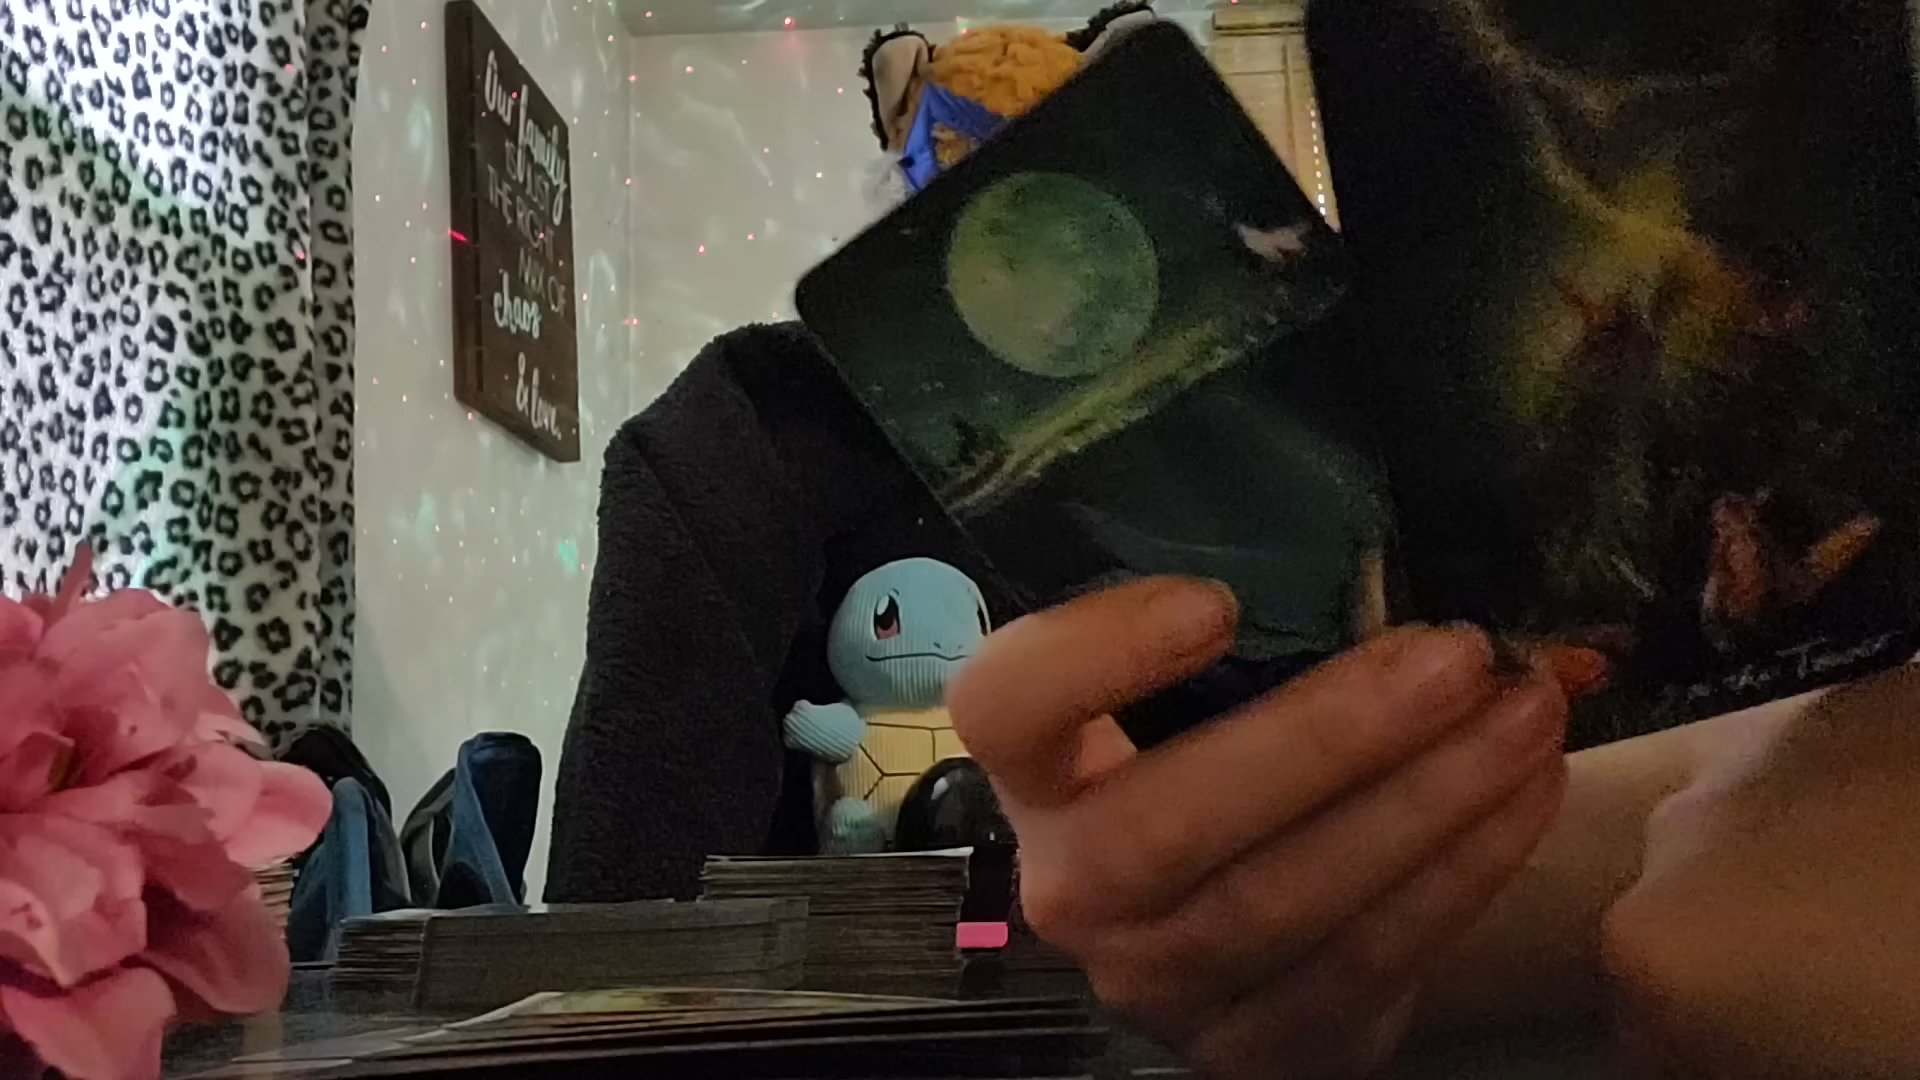 Our family
IS JUST
THE RIGHT
MIX OF
chaos
& love.